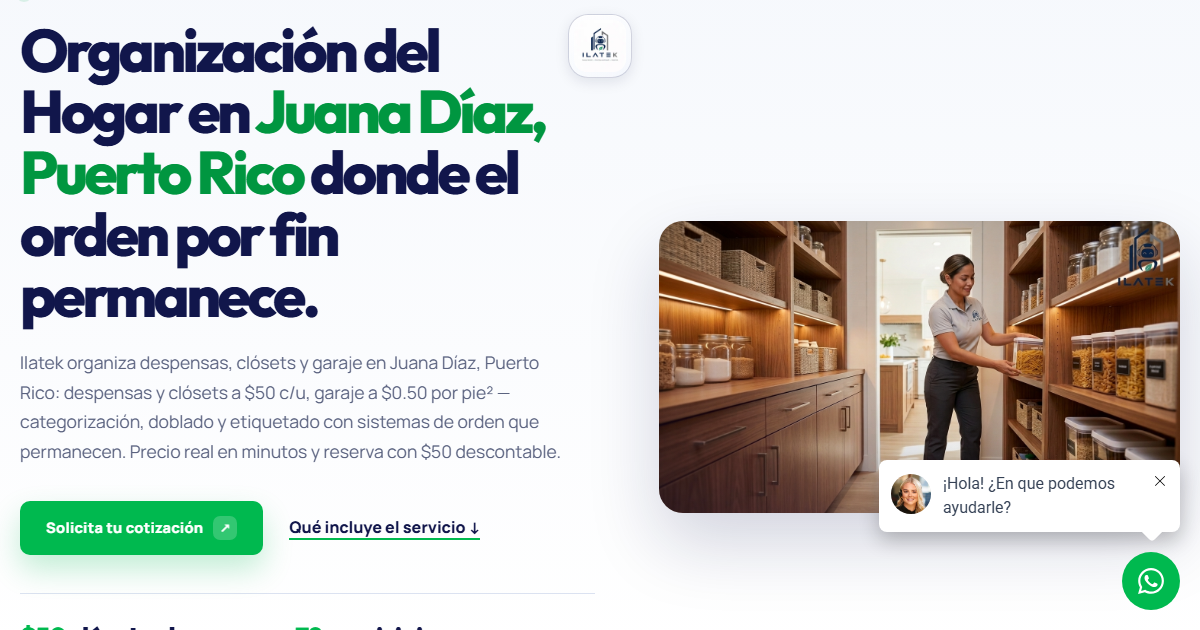 Organización del
Hogar en Juana Díaz,
Puerto Rico donde el
orden por fin
permanece.
ILATEK
Ilatek organiza despensas, clósets y garaje en Juana Díaz, Puerto
Rico: despensas y clósets a $50 c/u, garaje a $0.50 por pie² —
categorización, doblado y etiquetado con sistemas de orden que
permanecen. Precio real en minutos y reserva con $50 descontable.
Solicita tu cotización ↗
Qué incluye el servicio ↓
ILATEK
¡Hola! ¿En que podemos
ayudarle?